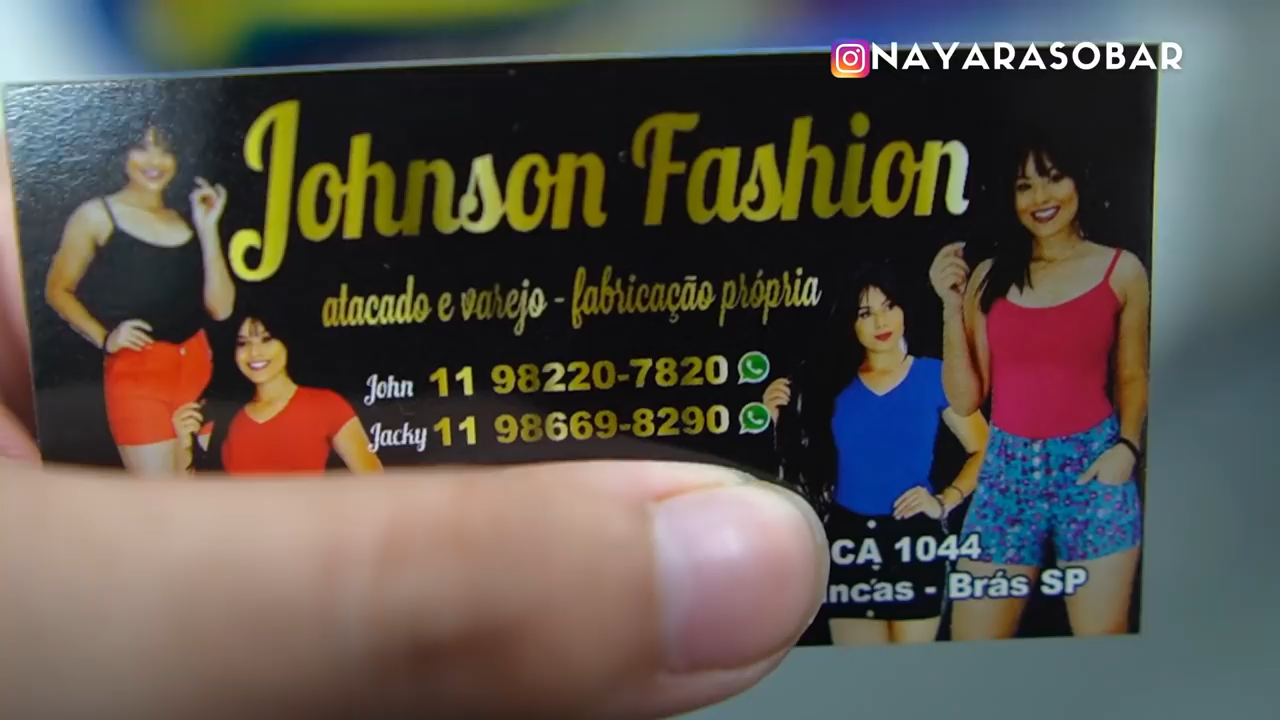 NAYARASOBAR
Johnson Fashion
atacado e varejo - fabricação própria
John 11 98220-7820
Jacky 11 98669-8290
CA 1044
incas - Brás SP